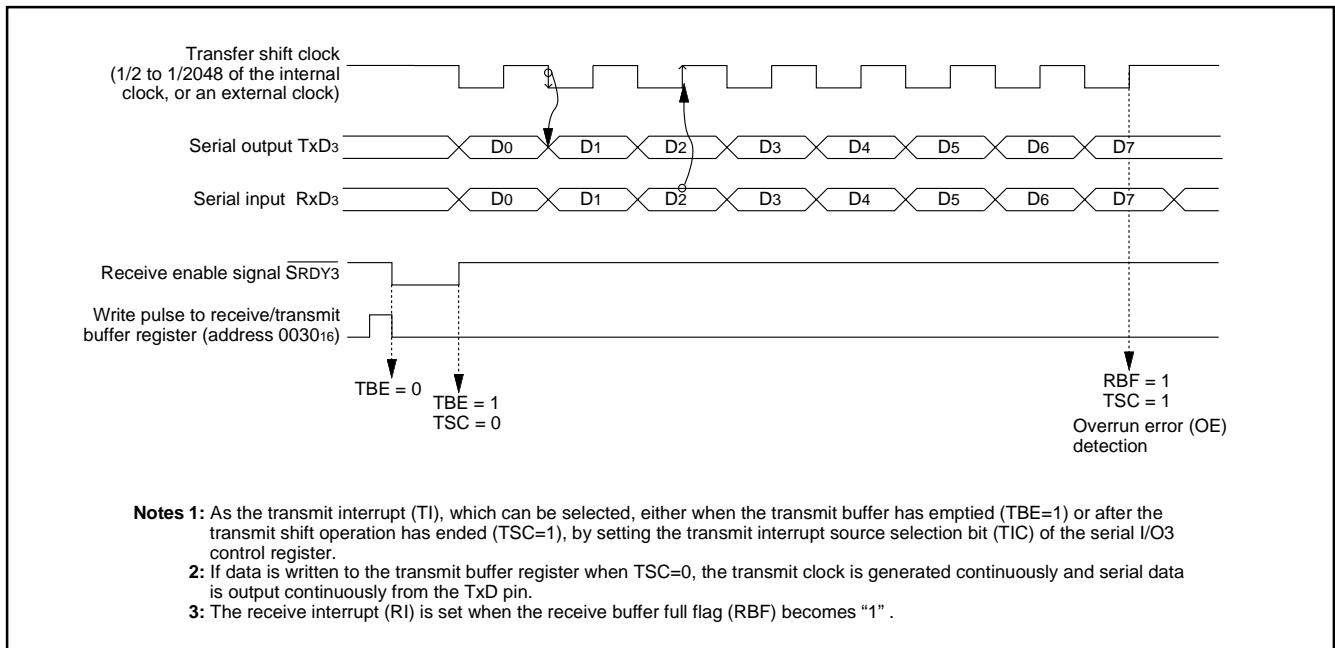 Transfer shift clock
(1/2 to 1/2048 of the internal
clock, or an external clock)
Serial output TxD3
D0 D1 D2 D3 D4 D5 D6 D7
Serial input RxD3
D0 D1 D2 D3 D4 D5 D6 D7
Receive enable signal SRDY3
Write pulse to receive/transmit
buffer register (address 003016)
TBE = 0
TBE = 1
TSC = 0
RBF = 1
TSC = 1
Overrun error (OE)
detection
Notes 1: As the transmit interrupt (TI), which can be selected, either when the transmit buffer has emptied (TBE=1) or after the
transmit shift operation has ended (TSC=1), by setting the transmit interrupt source selection bit (TIC) of the serial I/O3
control register.
2: If data is written to the transmit buffer register when TSC=0, the transmit clock is generated continuously and serial data
is output continuously from the TxD pin.
3: The receive interrupt (RI) is set when the receive buffer full flag (RBF) becomes “1” .